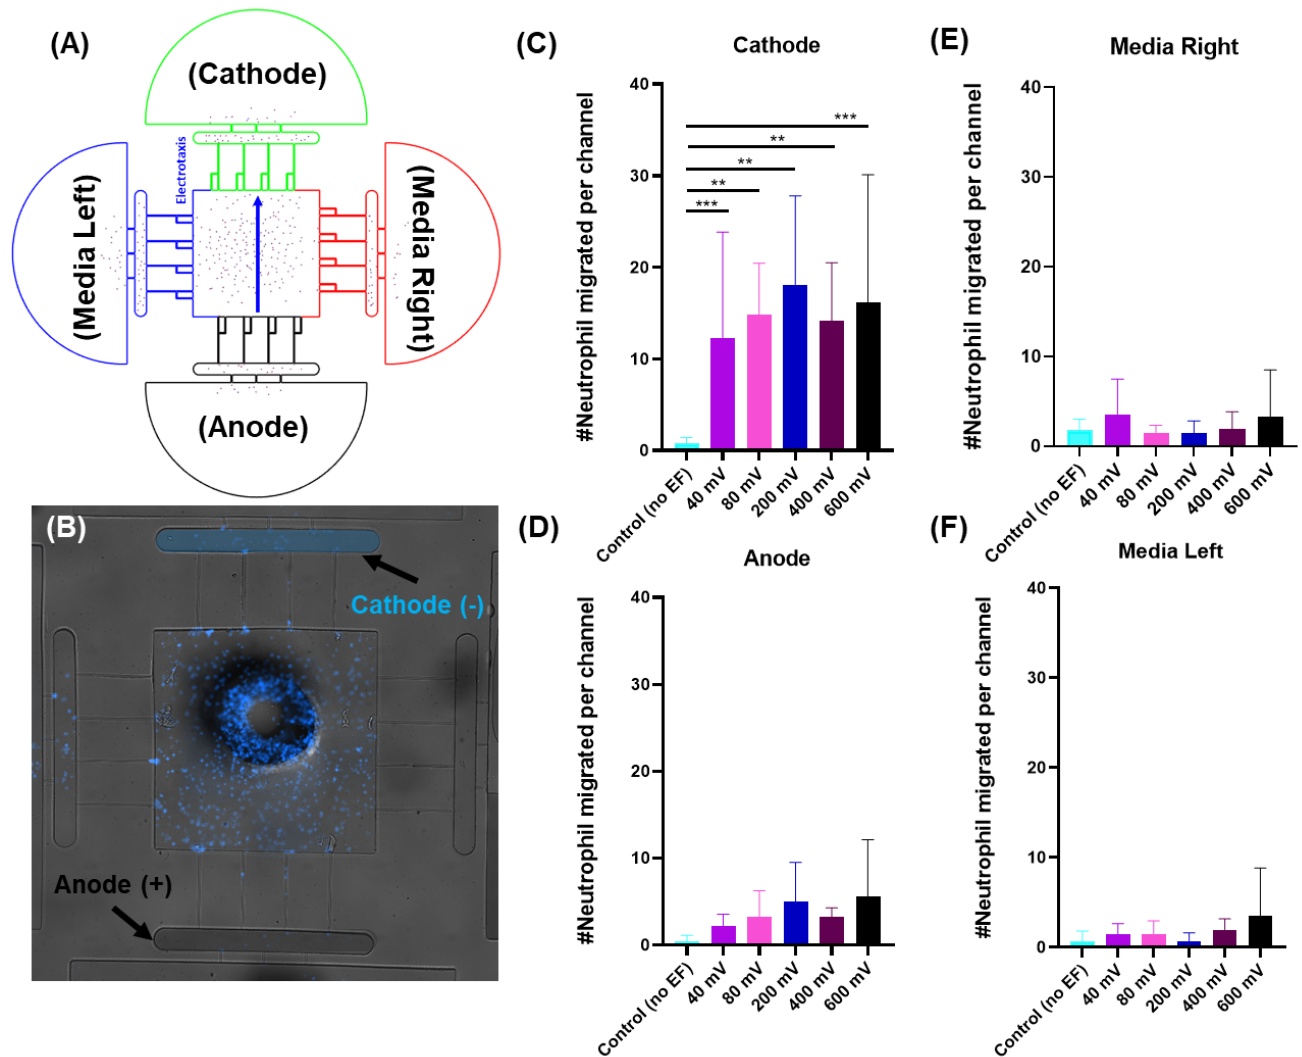 (A)
(Cathode)
Electrotaxis
(Media Left)
(Media Right)
(Anode)
(B)
Cathode (-)
Anode (+)
(C)
Cathode
#Neutrophil migrated per channel
40
30
20
10
0
***
**
**
**
***
Control (no EF)
40 mV
80 mV
200 mV
400 mV
600 mV
(D)
Anode
#Neutrophil migrated per channel
40
30
20
10
0
Control (no EF)
40 mV
80 mV
200 mV
400 mV
600 mV
(E)
Media Right
#Neutrophil migrated per channel
40
30
20
10
0
Control (no EF)
40 mV
80 mV
200 mV
400 mV
600 mV
(F)
Media Left
#Neutrophil migrated per channel
40
30
20
10
0
Control (no EF)
40 mV
80 mV
200 mV
400 mV
600 mV